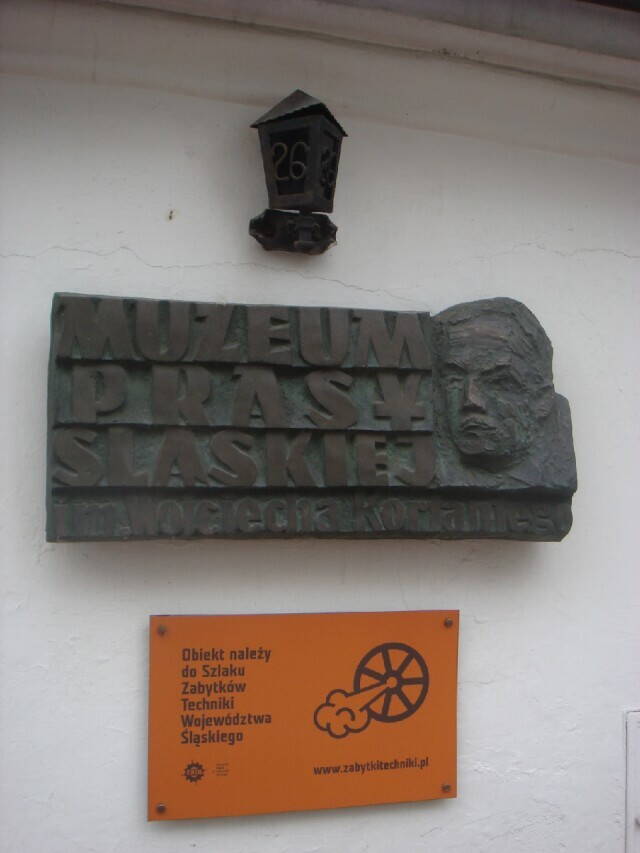 26
MUZEUM
PRASY
ŚLĄSKIEJ
im. Wojciecha Korfantego
Obiekt należy
do Szlaku
Zabytków
Techniki
Województwa
Śląskiego
www.zabytkitechniki.pl